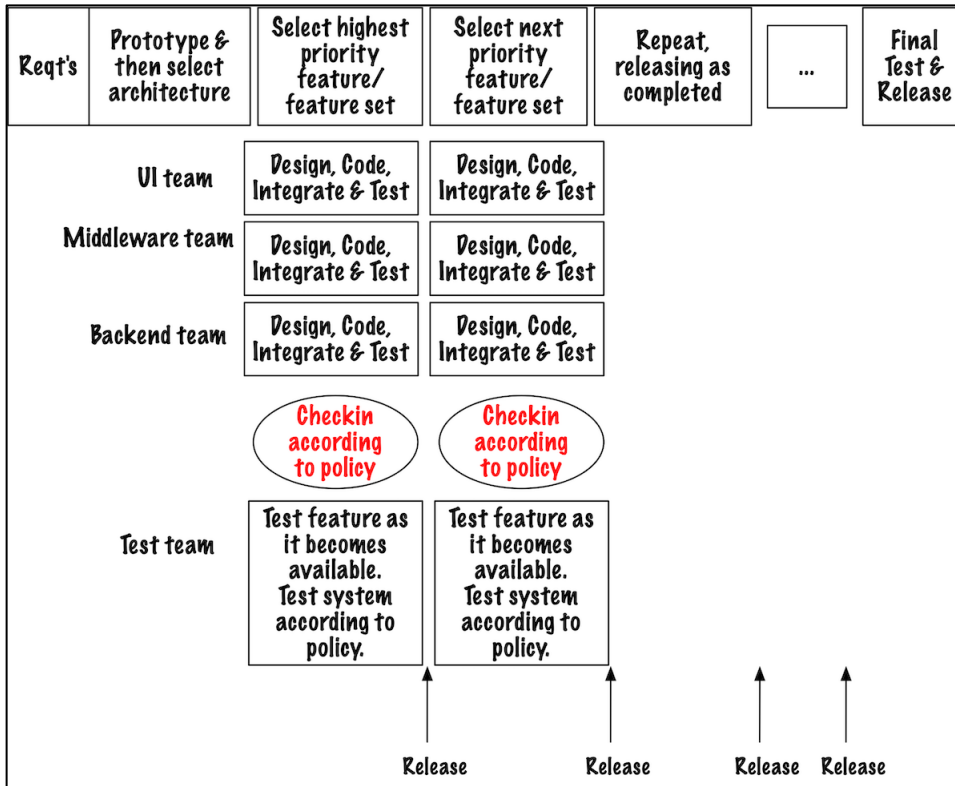 Reqt's
Prototype &
then select
architecture
Select highest
priority
feature/
feature set
Select next
priority
feature/
feature set
Repeat,
releasing as
completed
...
Final
Test &
Release
UI team
Design, Code,
Integrate & Test
Design, Code,
Integrate & Test
Middleware team
Design, Code,
Integrate & Test
Design, Code,
Integrate & Test
Backend team
Design, Code,
Integrate & Test
Design, Code,
Integrate & Test
Checkin
according
to policy
Checkin
according
to policy
Test team
Test feature as
it becomes
available.
Test system
according to
policy.
Test feature as
it becomes
available.
Test system
according to
policy.
Release
Release
Release
Release